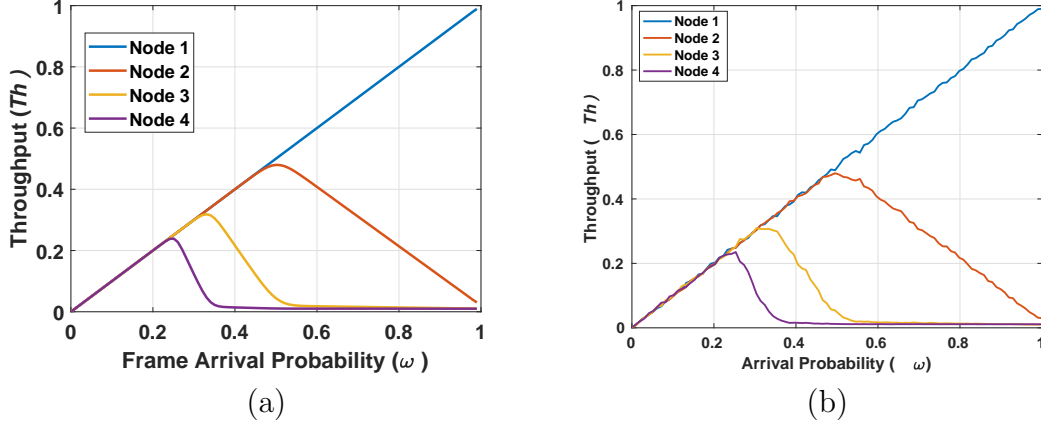 Node 1
Node 2
Node 3
Node 4
Throughput (Th)
1
0.8
0.6
0.4
0.2
0
0 0.2 0.4 0.6 0.8 1
Frame Arrival Probability (ω )
(a)
Node 1
Node 2
Node 3
Node 4
Throughput ( Th )
1
0.8
0.6
0.4
0.2
0
0.2 0.4 0.6 0.8 1
Arrival Probability ( ω)
(b)